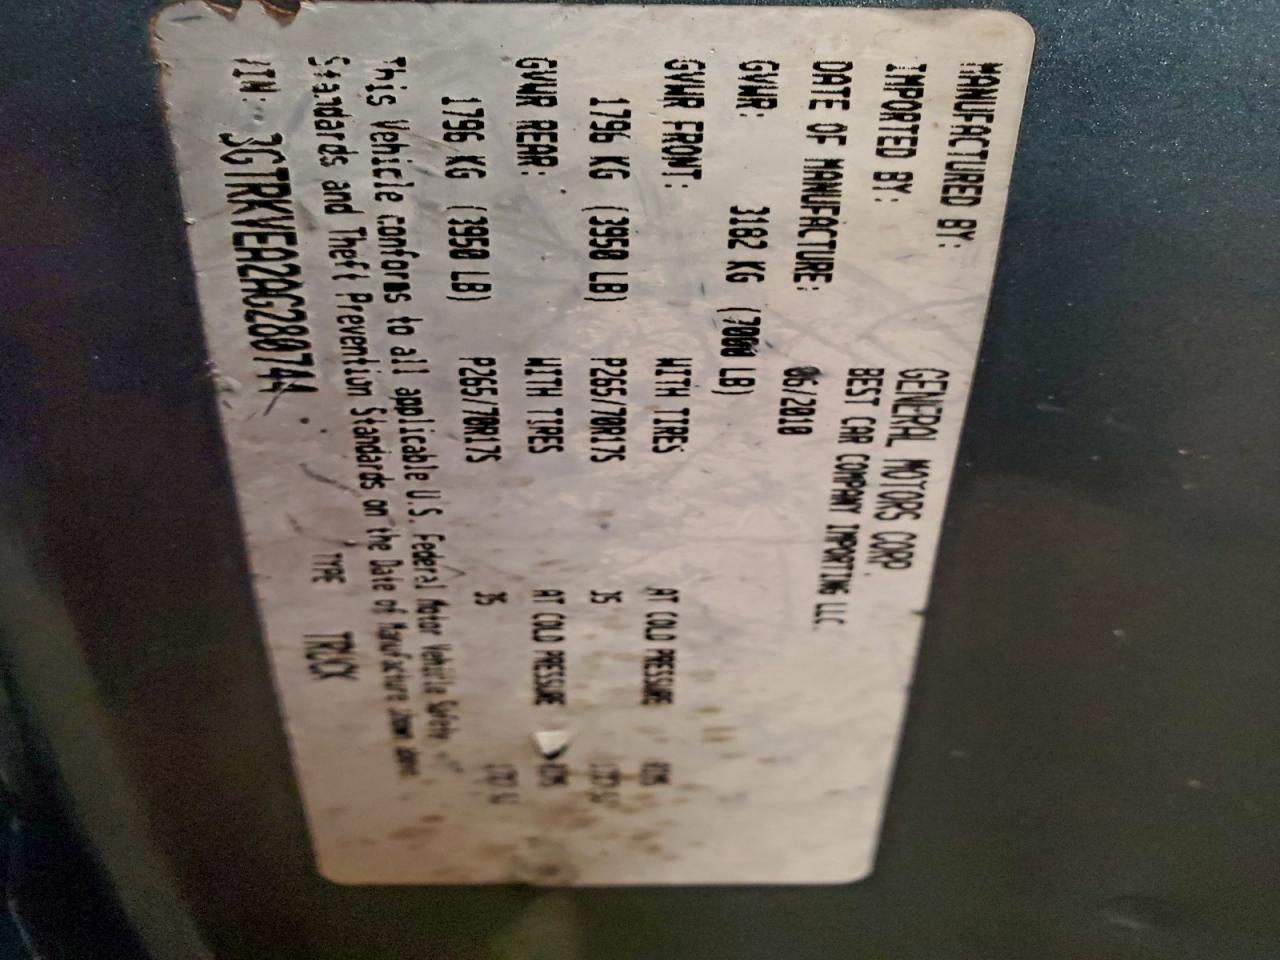 MANUFACTURED BY: GENERAL MOTORS CORP.
IMPORTED BY: BEST CAR COMPANY IMPORTING LLC.
DATE OF MANUFACTURE: 06/2010
GVWR: 3182 KG (7000 LB)
GVWR FRONT: WITH TIRES AT COLD PRESSURE RIMS
1796 KG (3950 LB) P265/70R17S 35
GVWR REAR: WITH TIRES AT COLD PRESSURE RIMS
1796 KG (3950 LB) P265/70R17S 35
This Vehicle conforms to all applicable U.S. Federal Motor Vehicle Safety
Standards and Theft Prevention Standards on the Date of Manufacture shown above.
VIN: 3GTRKVEA2AG280744 TYPE TRUCK